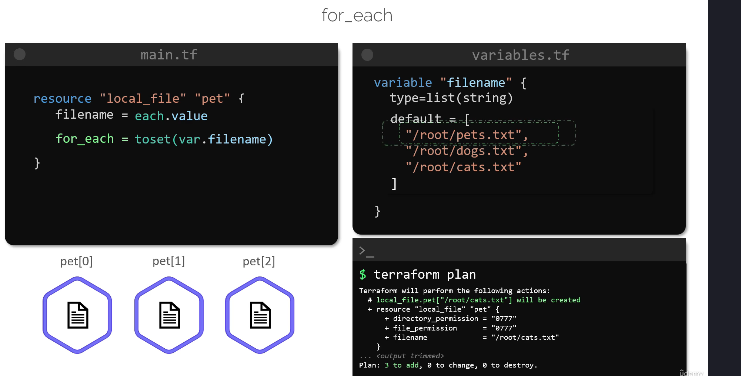 for_each
main.tf
resource "local_file" "pet" {
filename = each.value
for_each = toset(var.filename)
}
variables.tf
variable "filename" {
type=list(string)
default = [
"/root/pets.txt",
"/root/dogs.txt",
"/root/cats.txt"
]
}
pet[0] pet[1] pet[2]
>_
$ terraform plan
Terraform will perform the following actions:
# local_file.pet["/root/cats.txt"] will be created
+ resource "local_file" "pet" {
+ directory_permission = "0777"
+ file_permission = "0777"
+ filename = "/root/cats.txt"
}
... <output trimmed>
Plan: 3 to add, 0 to change, 0 to destroy.